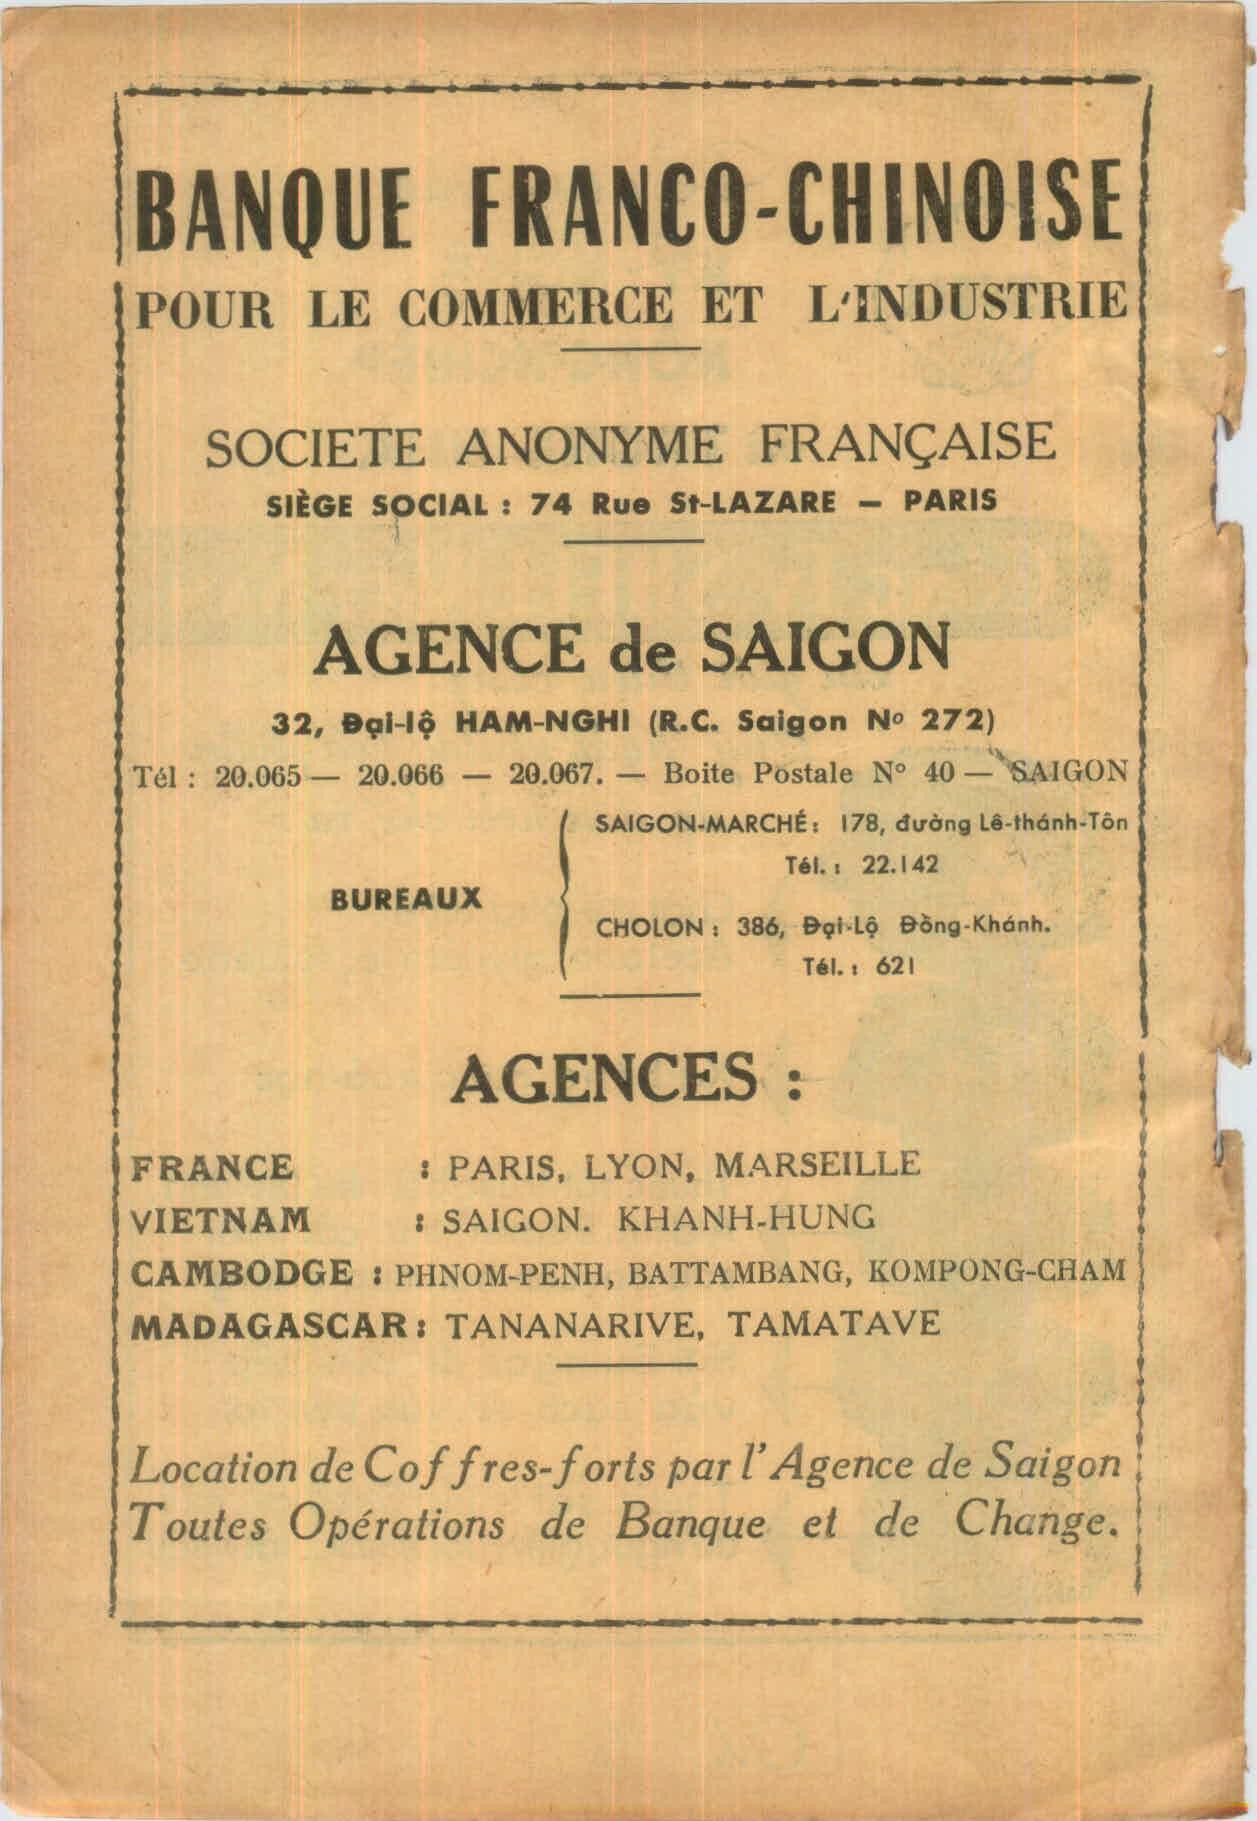 BANQUE FRANCO-CHINOISE
POUR LE COMMERCE ET L'INDUSTRIE
SOCIETE ANONYME FRANÇAISE
SIÈGE SOCIAL : 74 Rue St-LAZARE — PARIS
AGENCE de SAIGON
32, Đại-lộ HAM-NGHI (R.C. Saigon Nº 272)
Tél : 20.065 — 20.066 — 20.067. — Boite Postale N° 40 — SAIGON
BUREAUX
SAIGON-MARCHÉ : 178, đường Lê-thánh-Tôn
Tél. : 22.142
CHOLON : 386, Đại-Lộ Đồng-Khánh.
Tél. : 621
AGENCES :
FRANCE : PARIS, LYON, MARSEILLE
VIETNAM : SAIGON. KHANH-HUNG
CAMBODGE : PHNOM-PENH, BATTAMBANG, KOMPONG-CHAM
MADAGASCAR : TANANARIVE, TAMATAVE
Location de Coffres-forts par l'Agence de Saigon
Toutes Opérations de Banque et de Change.